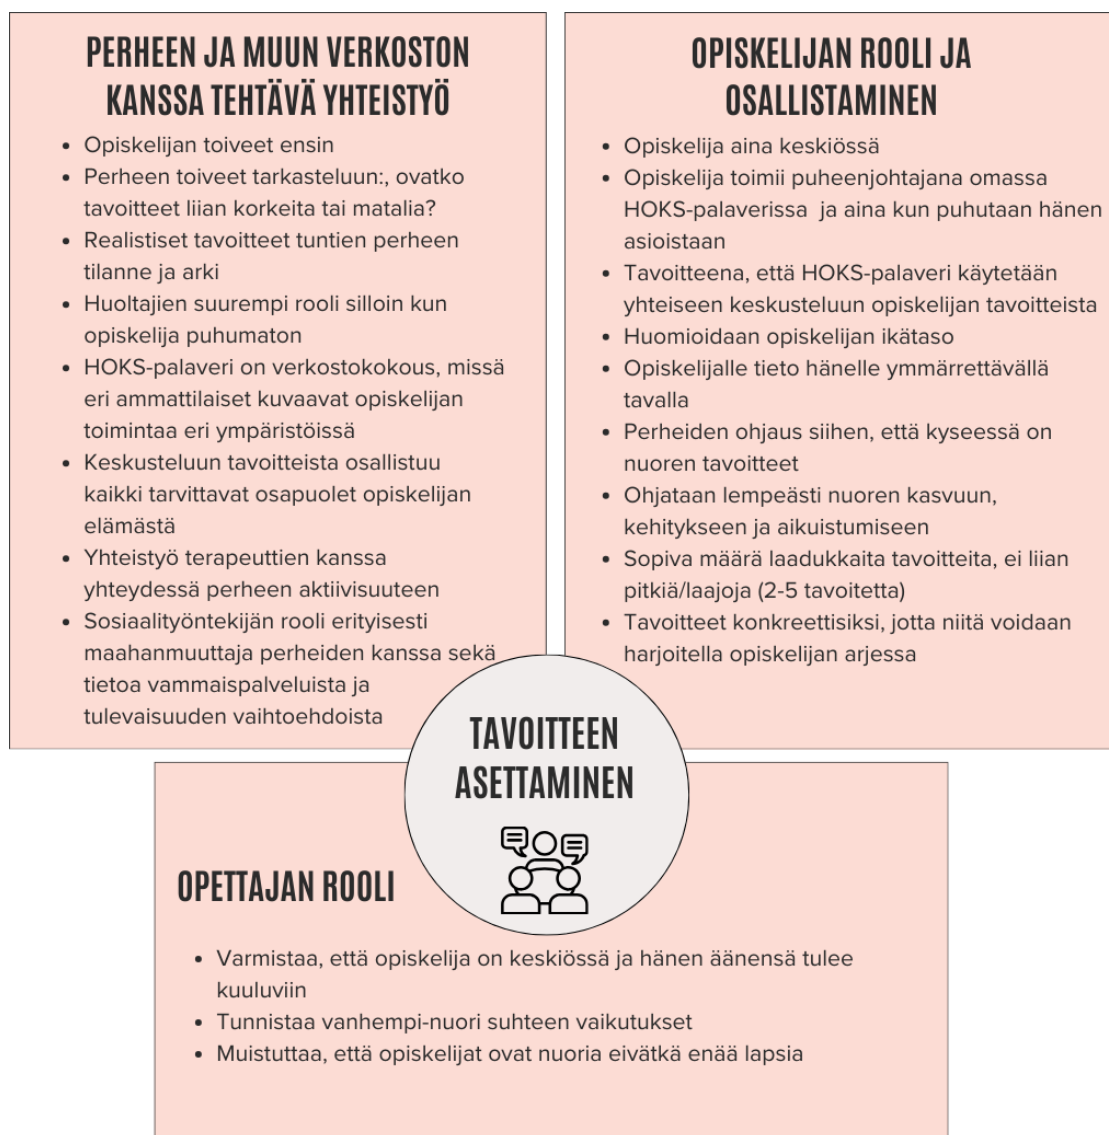 PERHEEN JA MUUN VERKOSTON
KANSSA TEHTÄVÄ YHTEISTYÖ
• Opiskelijan toiveet ensin
• Perheen toiveet tarkasteluun:, ovatko
tavoitteet liian korkeita tai matalia?
• Realistiset tavoitteet tuntien perheen
tilanne ja arki
• Huoltajien suurempi rooli silloin kun
opiskelija puhumaton
• HOKS-palaveri on verkostokokous, missä
eri ammattilaiset kuvaavat opiskelijan
toimintaa eri ympäristöissä
• Keskusteluun tavoitteista osallistuu
kaikki tarvittavat osapuolet opiskelijan
elämästä
• Yhteistyö terapeuttien kanssa
yhteydessä perheen aktiivisuuteen
• Sosiaalityöntekijän rooli erityisesti
maahanmuuttaja perheiden kanssa sekä
tietoa vammaispalveluista ja
tulevaisuuden vaihtoehdoista
OPISKELIJAN ROOLI JA
OSALLISTAMINEN
• Opiskelija aina keskiössä
• Opiskelija toimii puheenjohtajana omassa
HOKS-palaverissa ja aina kun puhutaan hänen
asioistaan
• Tavoitteena, että HOKS-palaveri käytetään
yhteiseen keskusteluun opiskelijan tavoitteista
• Huomioidaan opiskelijan ikätaso
• Opiskelijalle tieto hänelle ymmärrettävällä
tavalla
• Perheiden ohjaus siihen, että kyseessä on
nuoren tavoitteet
• Ohjataan lempeästi nuoren kasvuun,
kehitykseen ja aikuistumiseen
• Sopiva määrä laadukkaita tavoitteita, ei liian
pitkiä/laajoja (2-5 tavoitetta)
• Tavoitteet konkreettisiksi, jotta niitä voidaan
harjoitella opiskelijan arjessa
TAVOITTEEN
ASETTAMINEN
OPETTAJAN ROOLI
• Varmistaa, että opiskelija on keskiössä ja hänen äänensä tulee
kuuluviin
• Tunnistaa vanhempi-nuori suhteen vaikutukset
• Muistuttaa, että opiskelijat ovat nuoria eivätkä enää lapsia